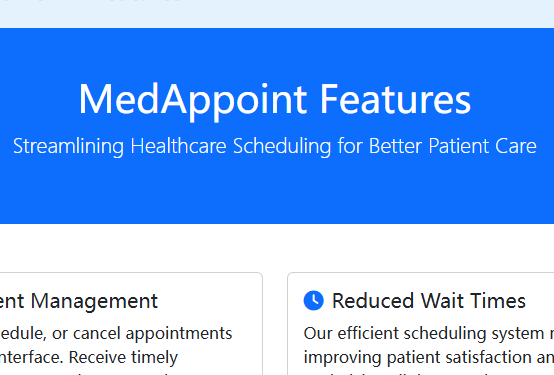 MedAppoint Features
Streamlining Healthcare Scheduling for Better Patient Care
ent Management
edule, or cancel appointments
nterface. Receive timely
Reduced Wait Times
Our efficient scheduling system
improving patient satisfaction an